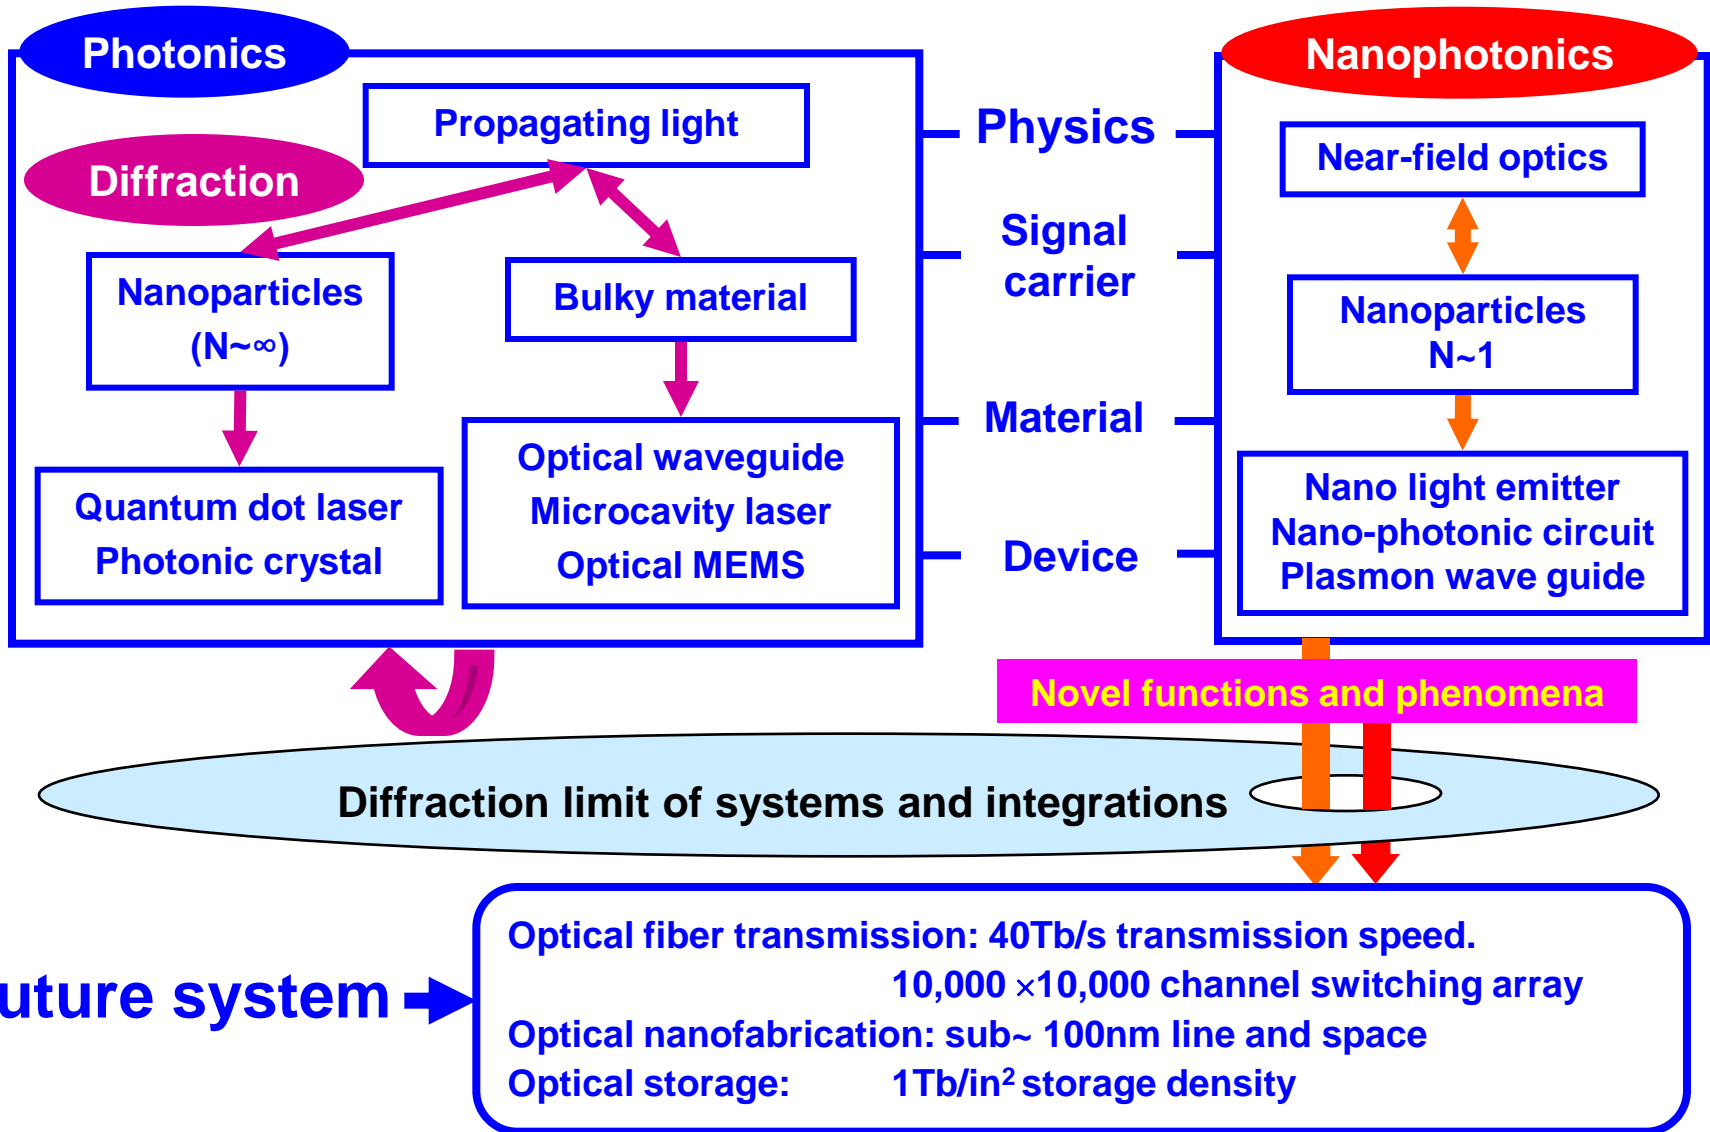 Photonics
Propagating light
Diffraction
Nanoparticles
(N~∞)
Bulky material
Quantum dot laser
Photonic crystal
Optical waveguide
Microcavity laser
Optical MEMS
Physics
Signal
carrier
Material
Device
Nanophotonics
Near-field optics
Nanoparticles
N~1
Nano light emitter
Nano-photonic circuit
Plasmon wave guide
Novel functions and phenomena
Diffraction limit of systems and integrations
uture system
Optical fiber transmission: 40Tb/s transmission speed.
10,000 ×10,000 channel switching array
Optical nanofabrication: sub~ 100nm line and space
Optical storage: 1Tb/in² storage density